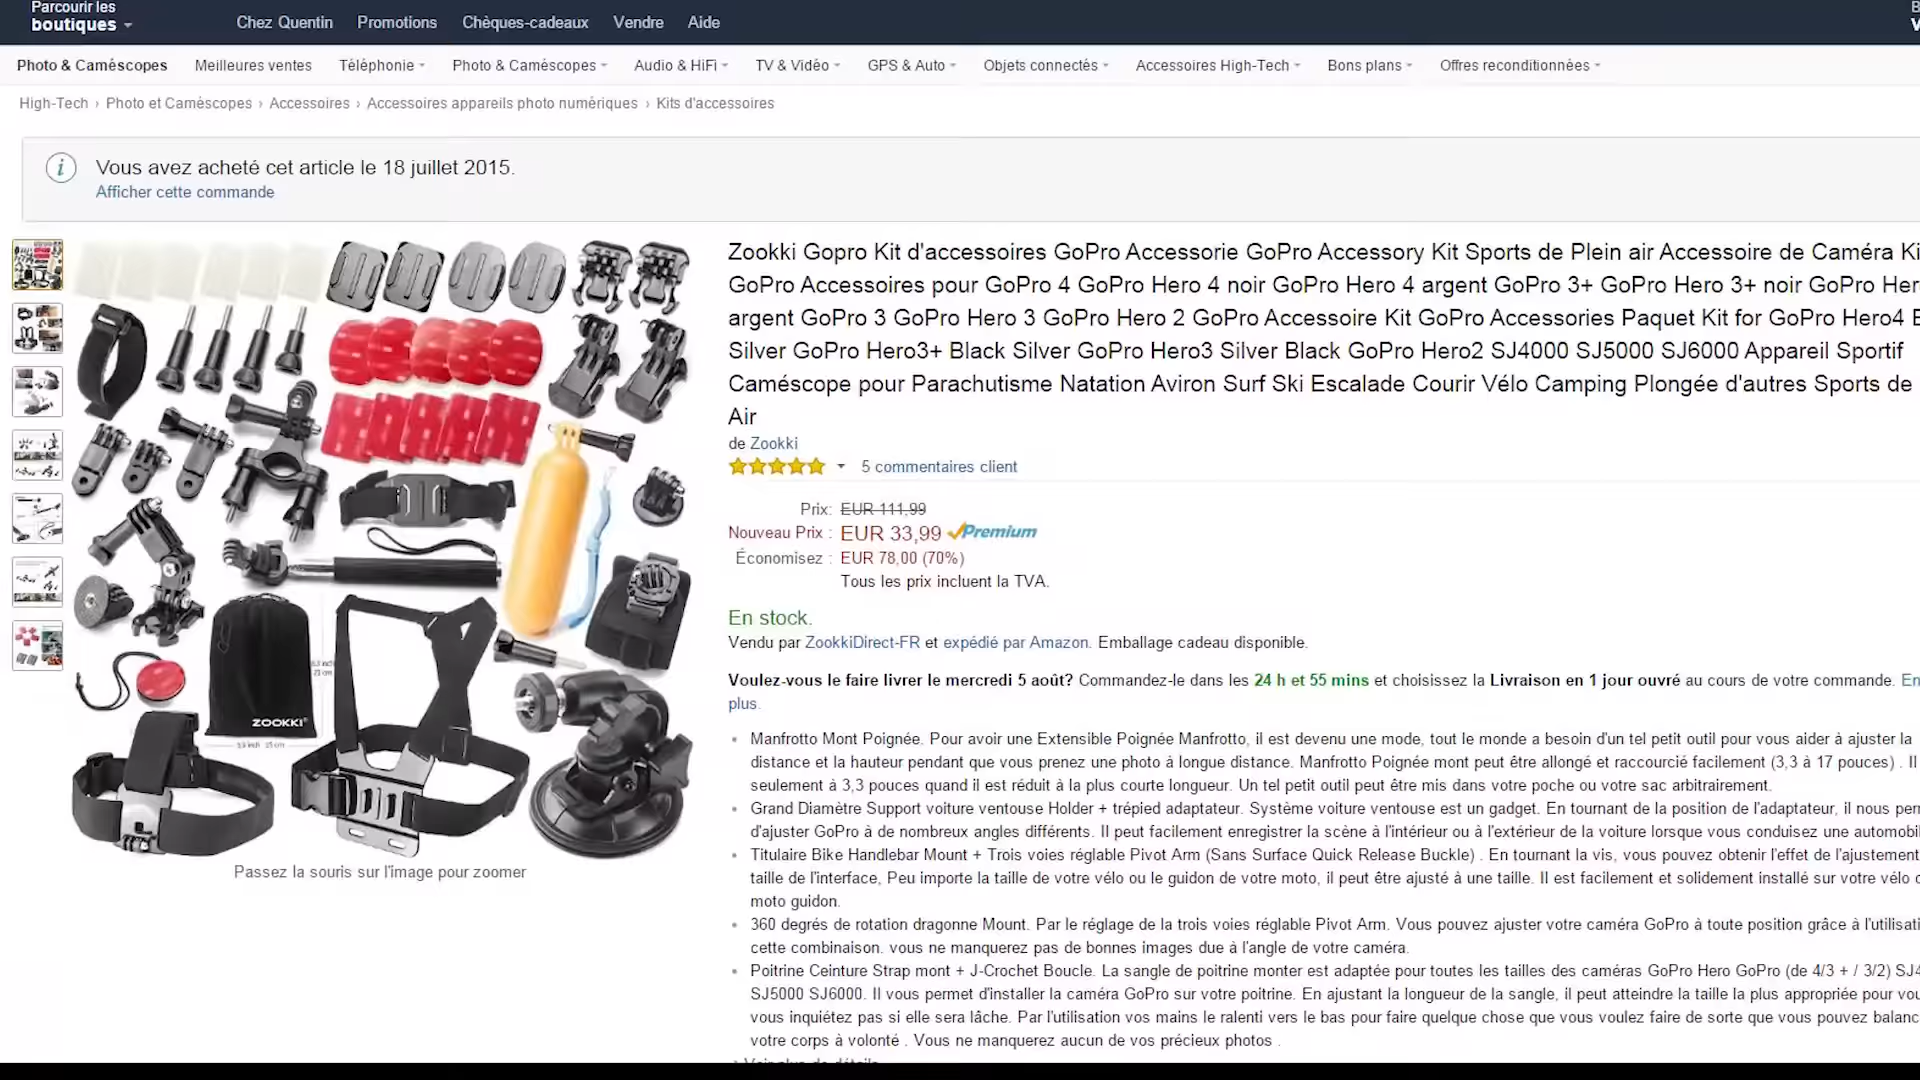 Parcourir les
boutiques
Chez Quentin Promotions Chèques-cadeaux Vendre Aide
Photo & Caméscopes Meilleures ventes Téléphonie Photo & Caméscopes Audio & HiFi TV & Vidéo GPS & Auto Objets connectés Accessoires High-Tech Bons plans Offres reconditionnées
High-Tech › Photo et Caméscopes › Accessoires › Accessoires appareils photo numériques › Kits d'accessoires
Vous avez acheté cet article le 18 juillet 2015.
Afficher cette commande
Zookki Gopro Kit d'accessoires GoPro Accessorie GoPro Accessory Kit Sports de Plein air Accessoire de Caméra
GoPro Accessoires pour GoPro 4 GoPro Hero 4 noir GoPro Hero 4 argent GoPro 3+ GoPro Hero 3+ noir GoPro
argent GoPro 3 GoPro Hero 3 GoPro Hero 2 GoPro Accessoire Kit GoPro Accessories Paquet Kit for GoPro Hero4
Silver GoPro Hero3+ Black Silver GoPro Hero3 Silver Black GoPro Hero2 SJ4000 SJ5000 SJ6000 Appareil Sportif
Caméscope pour Parachutisme Natation Aviron Surf Ski Escalade Courir Vélo Camping Plongée d'autres Sports de
Air
de Zookki
5 commentaires client
Prix: EUR 111,99
Nouveau Prix : EUR 33,99 Premium
Économisez : EUR 78,00 (70%)
Tous les prix incluent la TVA.
En stock.
Vendu par ZookkiDirect-FR et expédié par Amazon. Emballage cadeau disponible.
Voulez-vous le faire livrer le mercredi 5 août? Commandez-le dans les 24 h et 55 mins et choisissez la Livraison en 1 jour ouvré au cours de votre commande. En
plus.
Manfrotto Mont Poignée. Pour avoir une Extensible Poignée Manfrotto, il est devenu une mode, tout le monde a besoin d'un tel petit outil pour vous aider à ajuster la
distance et la hauteur pendant que vous prenez une photo à longue distance. Manfrotto Poignée mont peut être allongé et raccourcié facilement (3,3 à 17 pouces) . Il
seulement à 3,3 pouces quand il est réduit à la plus courte longueur. Un tel petit outil peut être mis dans votre poche ou votre sac arbitrairement.
Grand Diamètre Support voiture ventouse Holder + trépied adaptateur. Système voiture ventouse est un gadget. En tournant de la position de l'adaptateur, il nous
d'ajuster GoPro à de nombreux angles différents. Il peut facilement enregistrer la scène à l'intérieur ou à l'extérieur de la voiture lorsque vous conduisez une
Titulaire Bike Handlebar Mount + Trois voies réglable Pivot Arm (Sans Surface Quick Release Buckle) . En tournant la vis, vous pouvez obtenir l'effet de l'ajustement
taille de l'interface, Peu importe la taille de votre vélo ou le guidon de votre moto, il peut être ajusté à une taille. Il est facilement et solidement installé sur votre vélo
moto guidon.
360 degrés de rotation dragonne Mount. Par le réglage de la trois voies réglable Pivot Arm. Vous pouvez ajuster votre caméra GoPro à toute position grâce à
cette combinaison. vous ne manquerez pas de bonnes images due à l'angle de votre caméra.
Poitrine Ceinture Strap mont + J-Crochet Boucle. La sangle de poitrine monter est adaptée pour toutes les tailles des caméras GoPro Hero GoPro (de 4/3 + / 3/2)
SJ5000 SJ6000. Il vous permet d'installer la caméra GoPro sur votre poitrine. En ajustant la longueur de la sangle, il peut atteindre la taille la plus appropriée pour
vous inquiétez pas si elle sera lâche. Par l'utilisation vos mains le ralenti vers le bas pour faire quelque chose que vous voulez faire de sorte que vous pouvez
votre corps à volonté . Vous ne manquerez aucun de vos précieux photos .
ZOOKKI
Passez la souris sur l'image pour zoomer